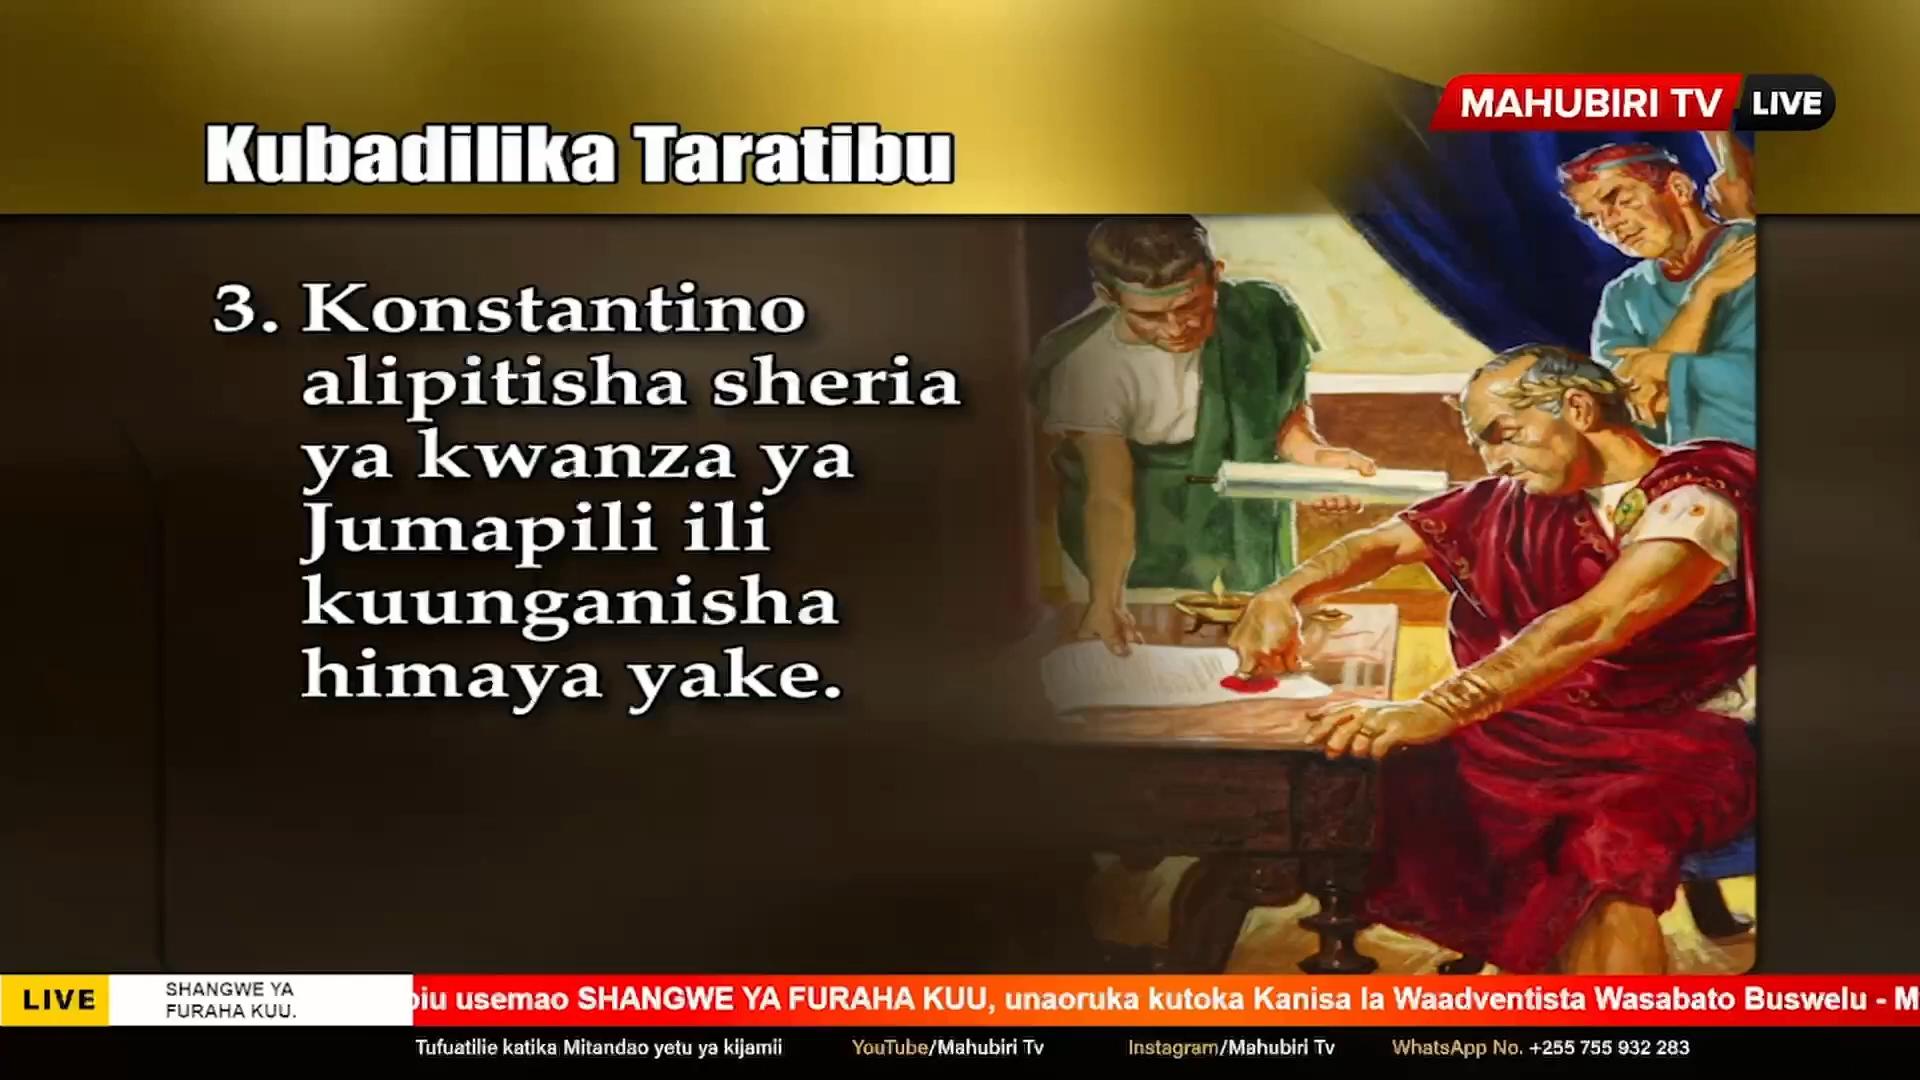 MAHUBIRI TV LIVE
Kubadilika Taratibu
3. Konstantino
alipitisha sheria
ya kwanza ya
Jumapili ili
kuunganisha
himaya yake.
LIVE
SHANGWE YA
FURAHA KUU.
usemao SHANGWE YA FURAHA KUU, unaoruka kutoka Kanisa la Waadventista Wasabato Buswelu -
Tufuatilie katika Mitandao yetu ya kijamii YouTube/Mahubiri Tv Instagram/Mahubiri Tv WhatsApp No. +255 755 932 283